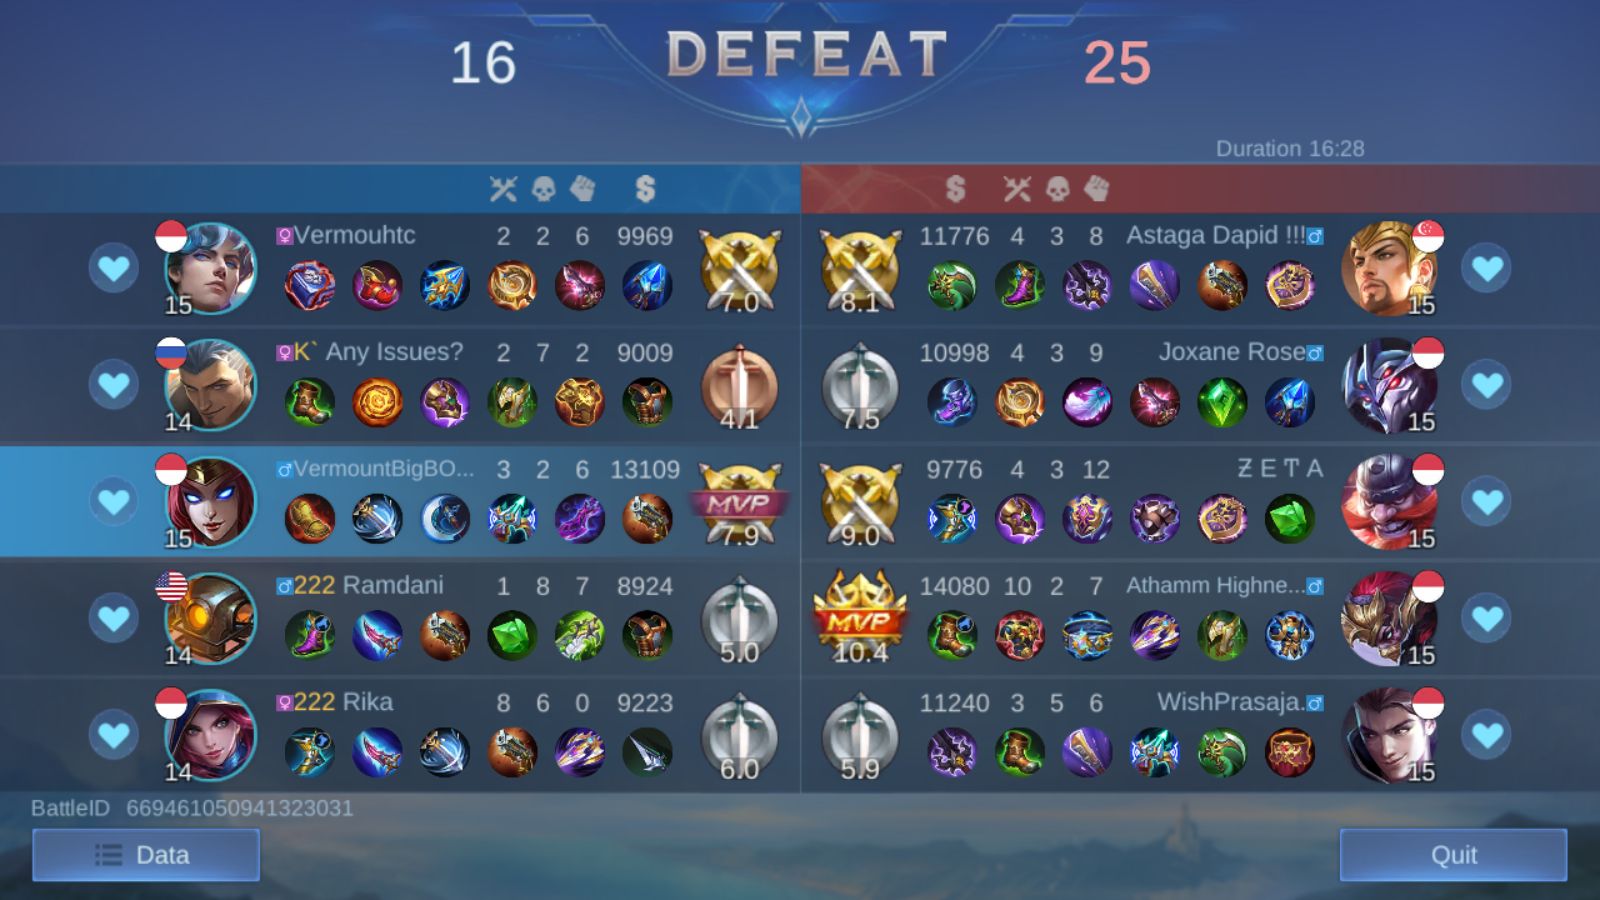 16 DEFEAT 25
Duration 16:28
Vermouhtc 2 2 6 9969
15 7.0
8.1 11776 4 3 8 Astaga Dapid !!!
15
K` Any Issues? 2 7 2 9009
14 4.1
7.5 10998 4 3 9 Joxane Rose
15
VermountBigBO... 3 2 6 13109
15 MVP 7.9
9.0 9776 4 3 12 Ƶ E T A
15
222 Ramdani 1 8 7 8924
14 5.0
MVP 10.4 14080 10 2 7 Athamm Highne...
15
222 Rika 8 6 0 9223
14 6.0
5.9 11240 3 5 6 WishPrasaja.
15
BattleID 669461050941323031
Data Quit